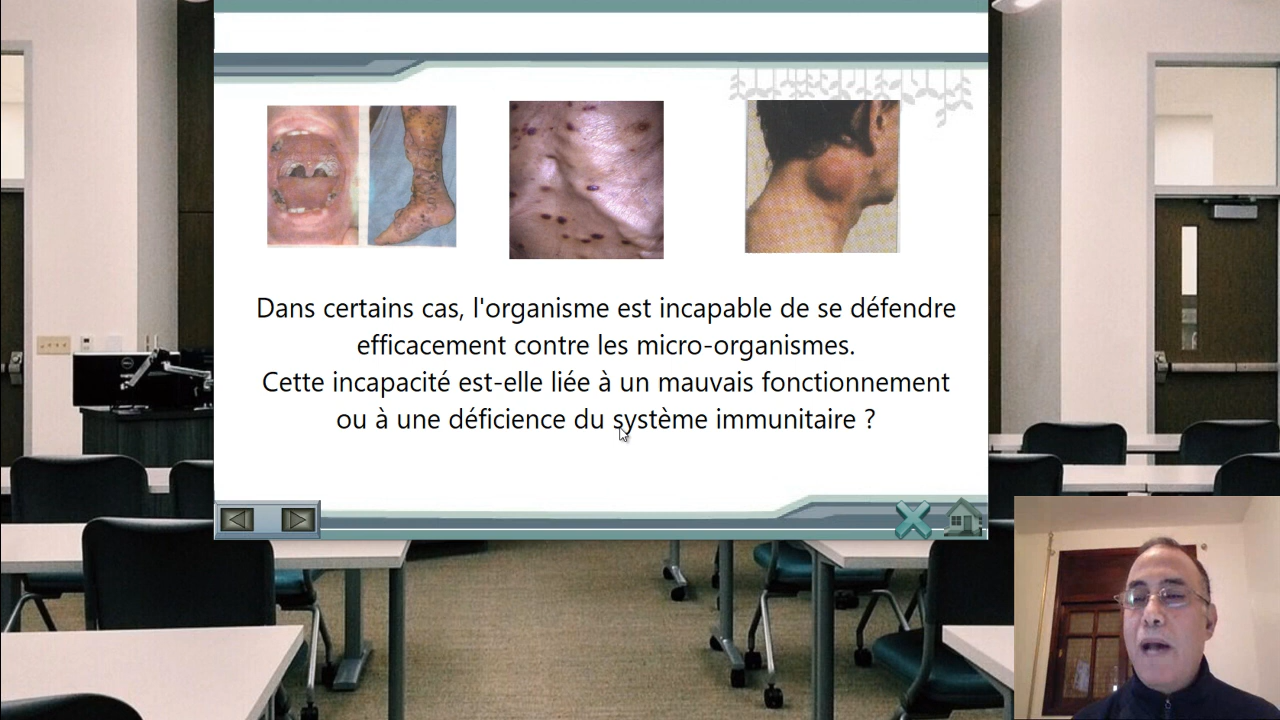 Dans certains cas, l'organisme est incapable de se défendre
efficacement contre les micro-organismes.
Cette incapacité est-elle liée à un mauvais fonctionnement
ou à une déficience du système immunitaire ?